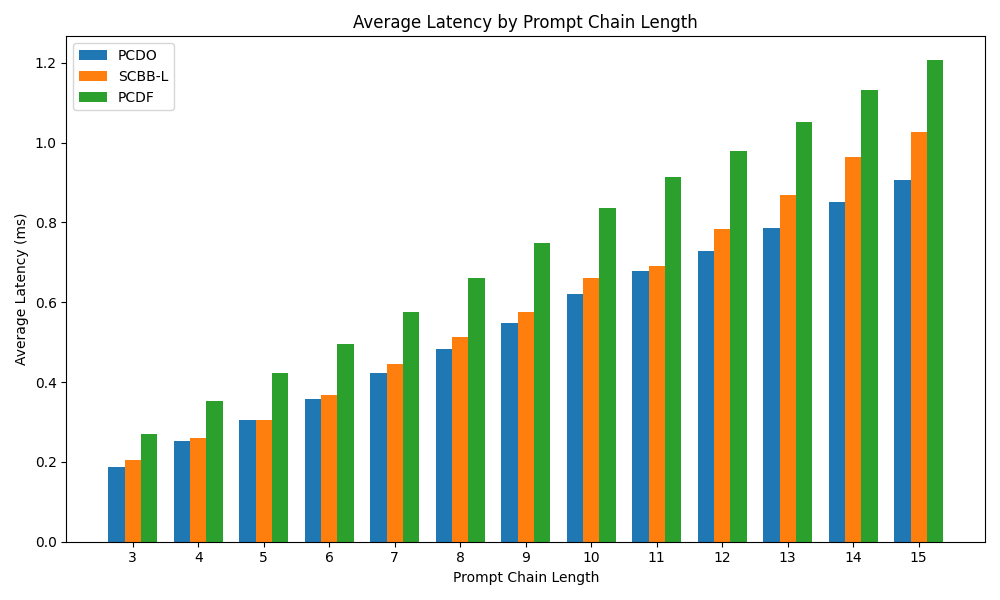 Average Latency by Prompt Chain Length
PCDO
SCBB-L
PCDF
Average Latency (ms)
1.2
1.0
0.8
0.6
0.4
0.2
0.0
3 4 5 6 7 8 9 10 11 12 13 14 15
Prompt Chain Length